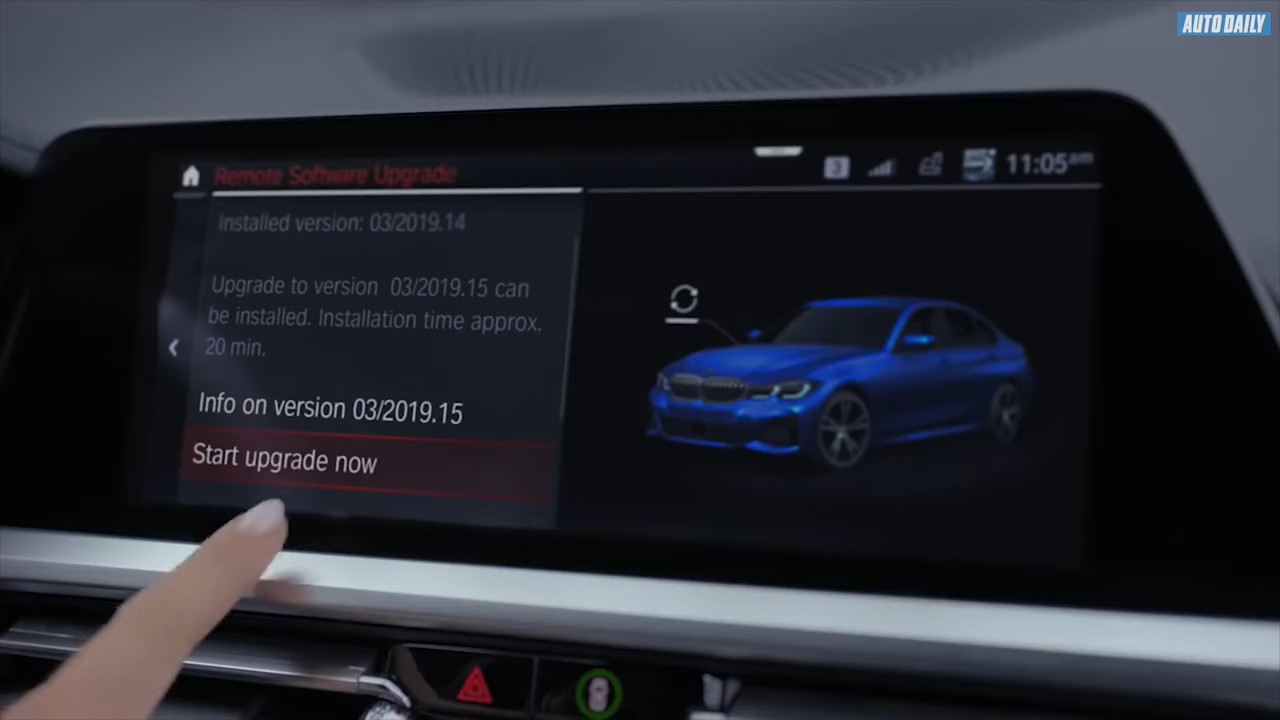 AUTO DAILY
Remote Software Upgrade
3
11:05am
Installed version: 03/2019.14
Upgrade to version 03/2019.15 can
be installed. Installation time approx.
20 min.
Info on version 03/2019.15
Start upgrade now